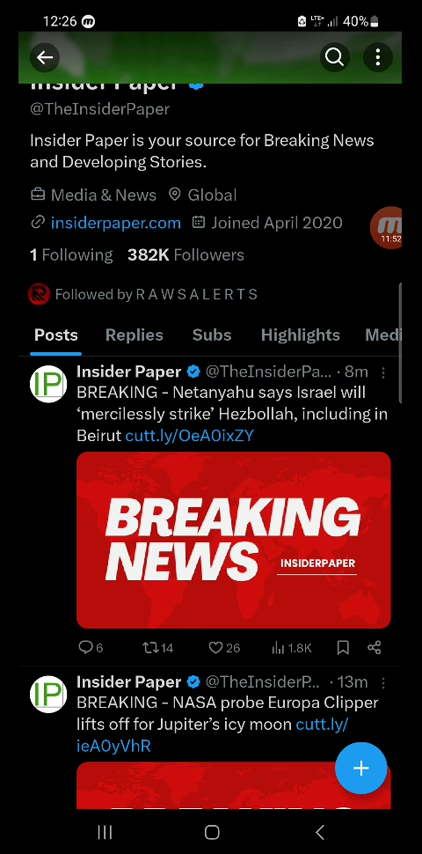 12:26
LTE+ 40%
Insider Paper
@TheInsiderPaper
Insider Paper is your source for Breaking News
and Developing Stories.
Media & News Global
insiderpaper.com Joined April 2020
11:52
1 Following 382K Followers
Followed by R A W S A L E R T S
Posts Replies Subs Highlights Medi
Insider Paper @TheInsiderPa... · 8m
IP
BREAKING - Netanyahu says Israel will
‘mercilessly strike’ Hezbollah, including in
Beirut cutt.ly/OeA0ixZY
BREAKING
NEWS INSIDERPAPER
6 14 26 1.8K
Insider Paper @TheInsiderP... · 13m
IP
BREAKING - NASA probe Europa Clipper
lifts off for Jupiter’s icy moon cutt.ly/
ieA0yVhR